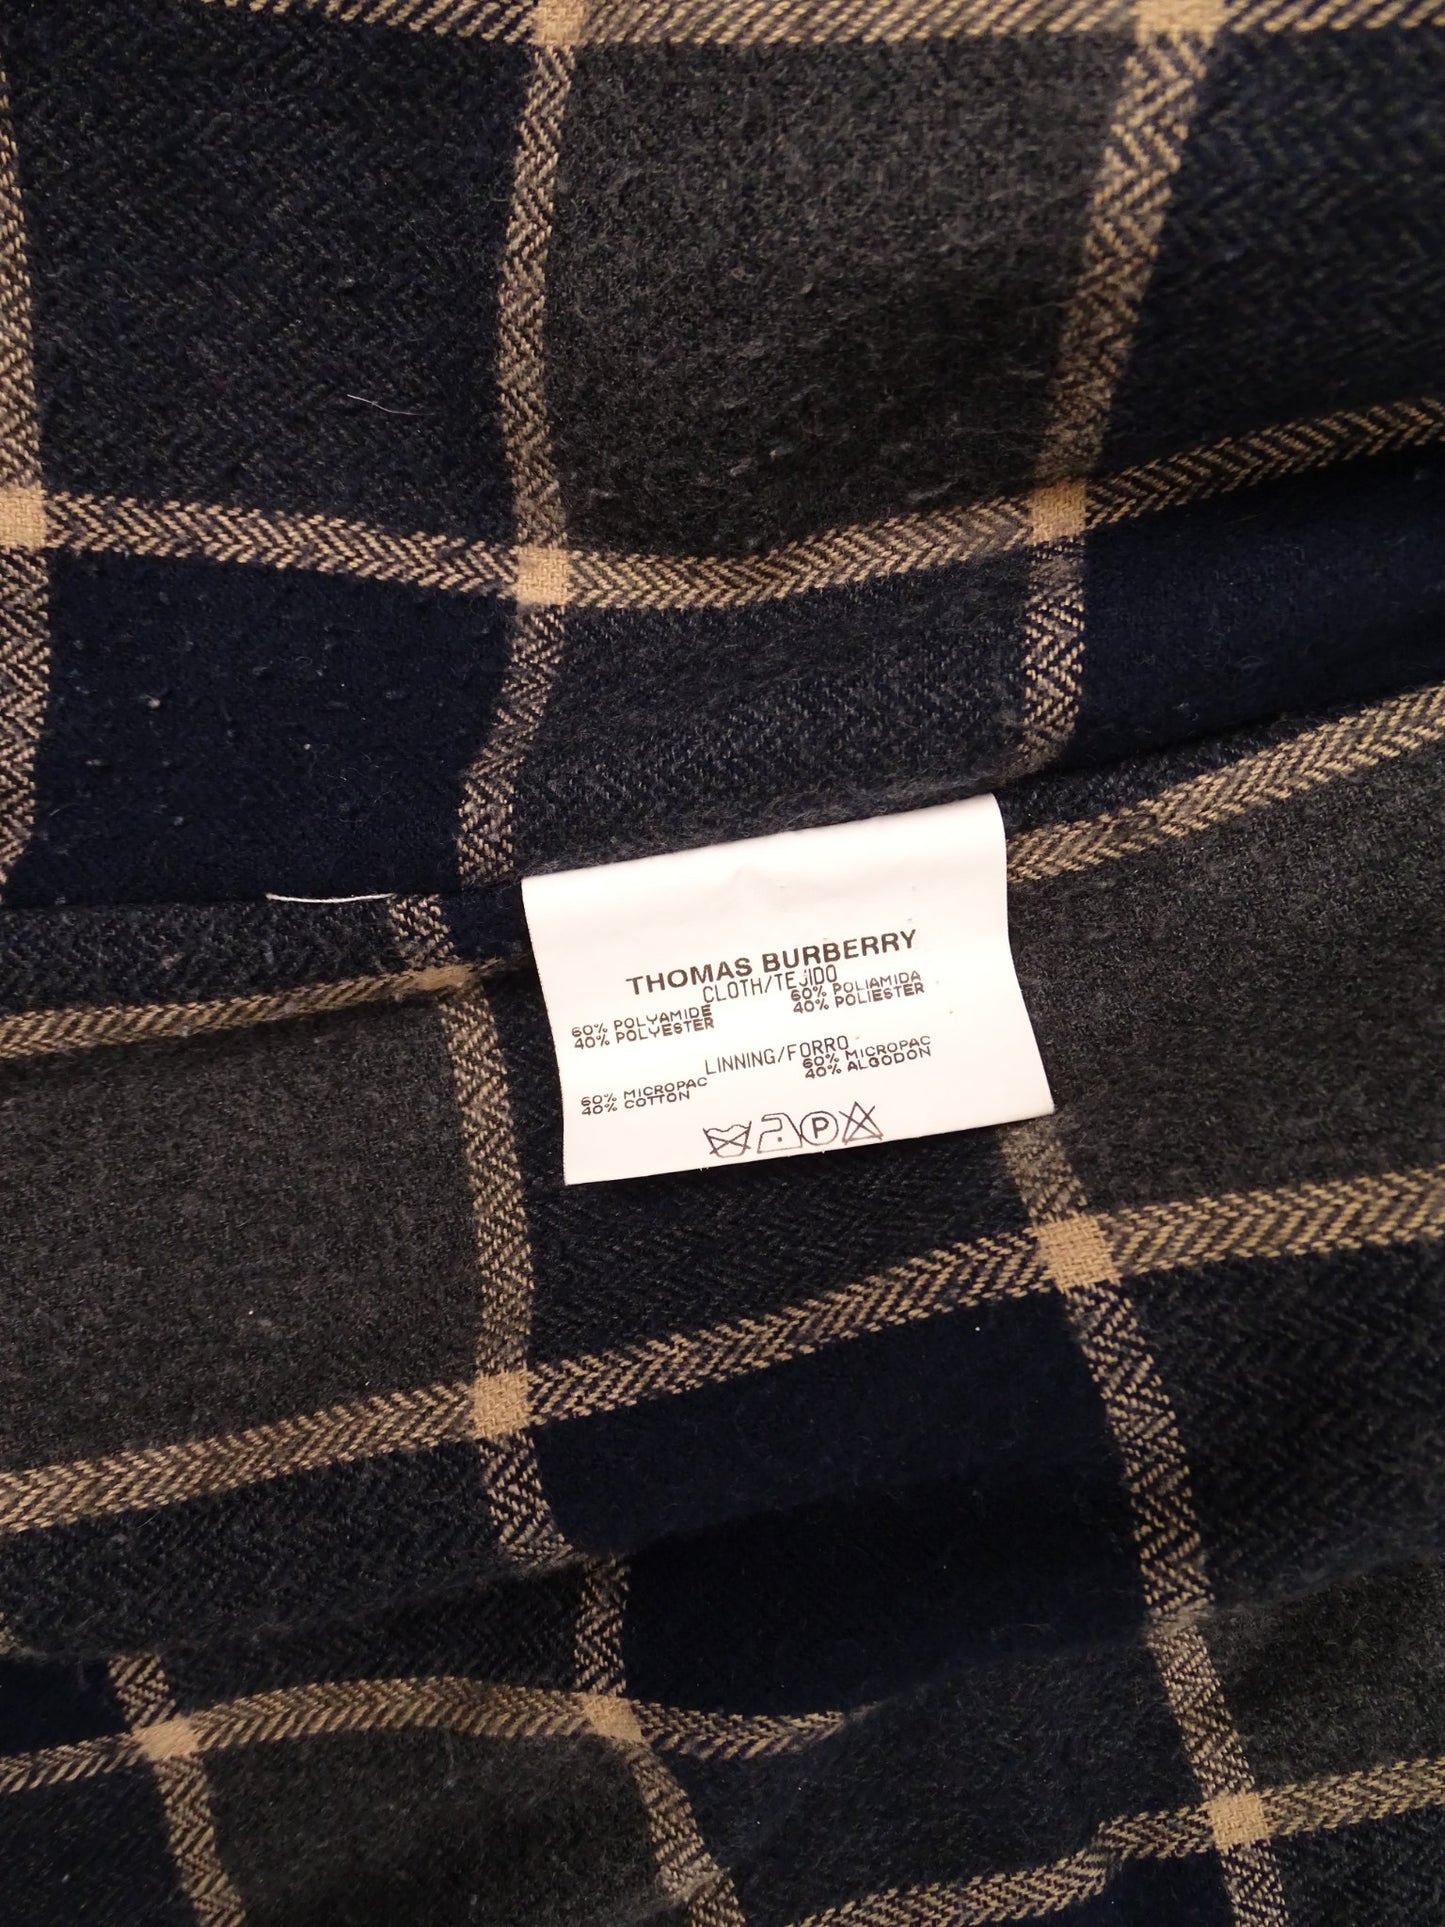 THOMAS BURBERRY
CLOTH/TEJIDO
60% POLYAMIDE 60% POLIAMIDA
40% POLYESTER 40% POLIESTER
LINNING/FORRO
60% MICROPAC 60% MICROPAC
40% COTTON 40% ALGODON
P